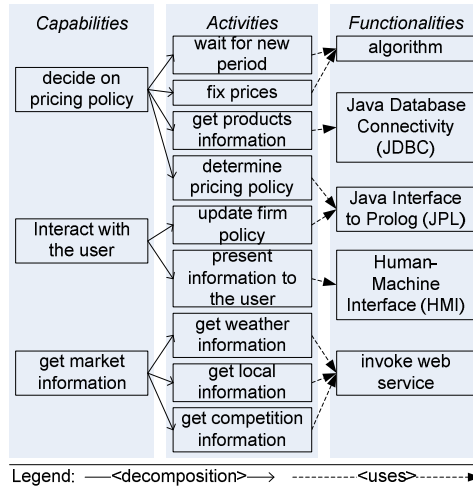 Capabilities
Activities
Functionalities
decide on
pricing policy
Interact with
the user
get market
information
wait for new
period
fix prices
get products
information
determine
pricing policy
update firm
policy
present
information to
the user
get weather
information
get local
information
get competition
information
algorithm
Java Database
Connectivity
(JDBC)
Java Interface
to Prolog (JPL)
Human-
Machine
Interface (HMI)
invoke web
service
Legend: <decomposition> <uses>